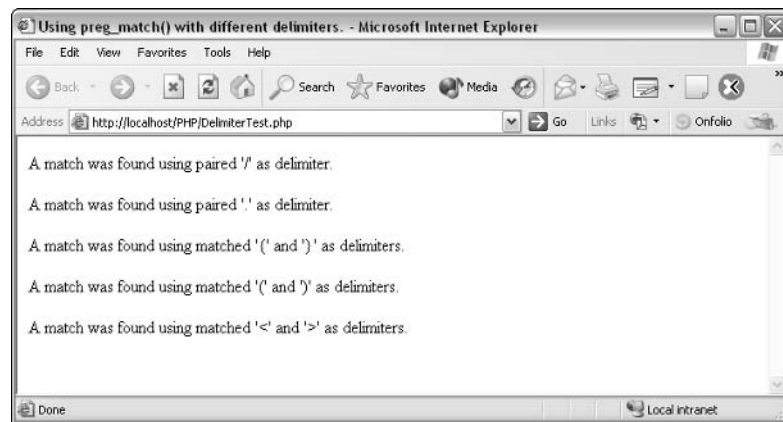 Using preg_match() with different delimiters. - Microsoft Internet Explorer
File Edit View Favorites Tools Help
Back Search Favorites Media
Address http://localhost/PHP/DelimiterTest.php Go Links Onfolio
A match was found using paired '/' as delimiter.
A match was found using paired '.' as delimiter.
A match was found using matched '{' and '}' as delimiters.
A match was found using matched '(' and ')' as delimiters.
A match was found using matched '<' and '>' as delimiters.
Done Local intranet